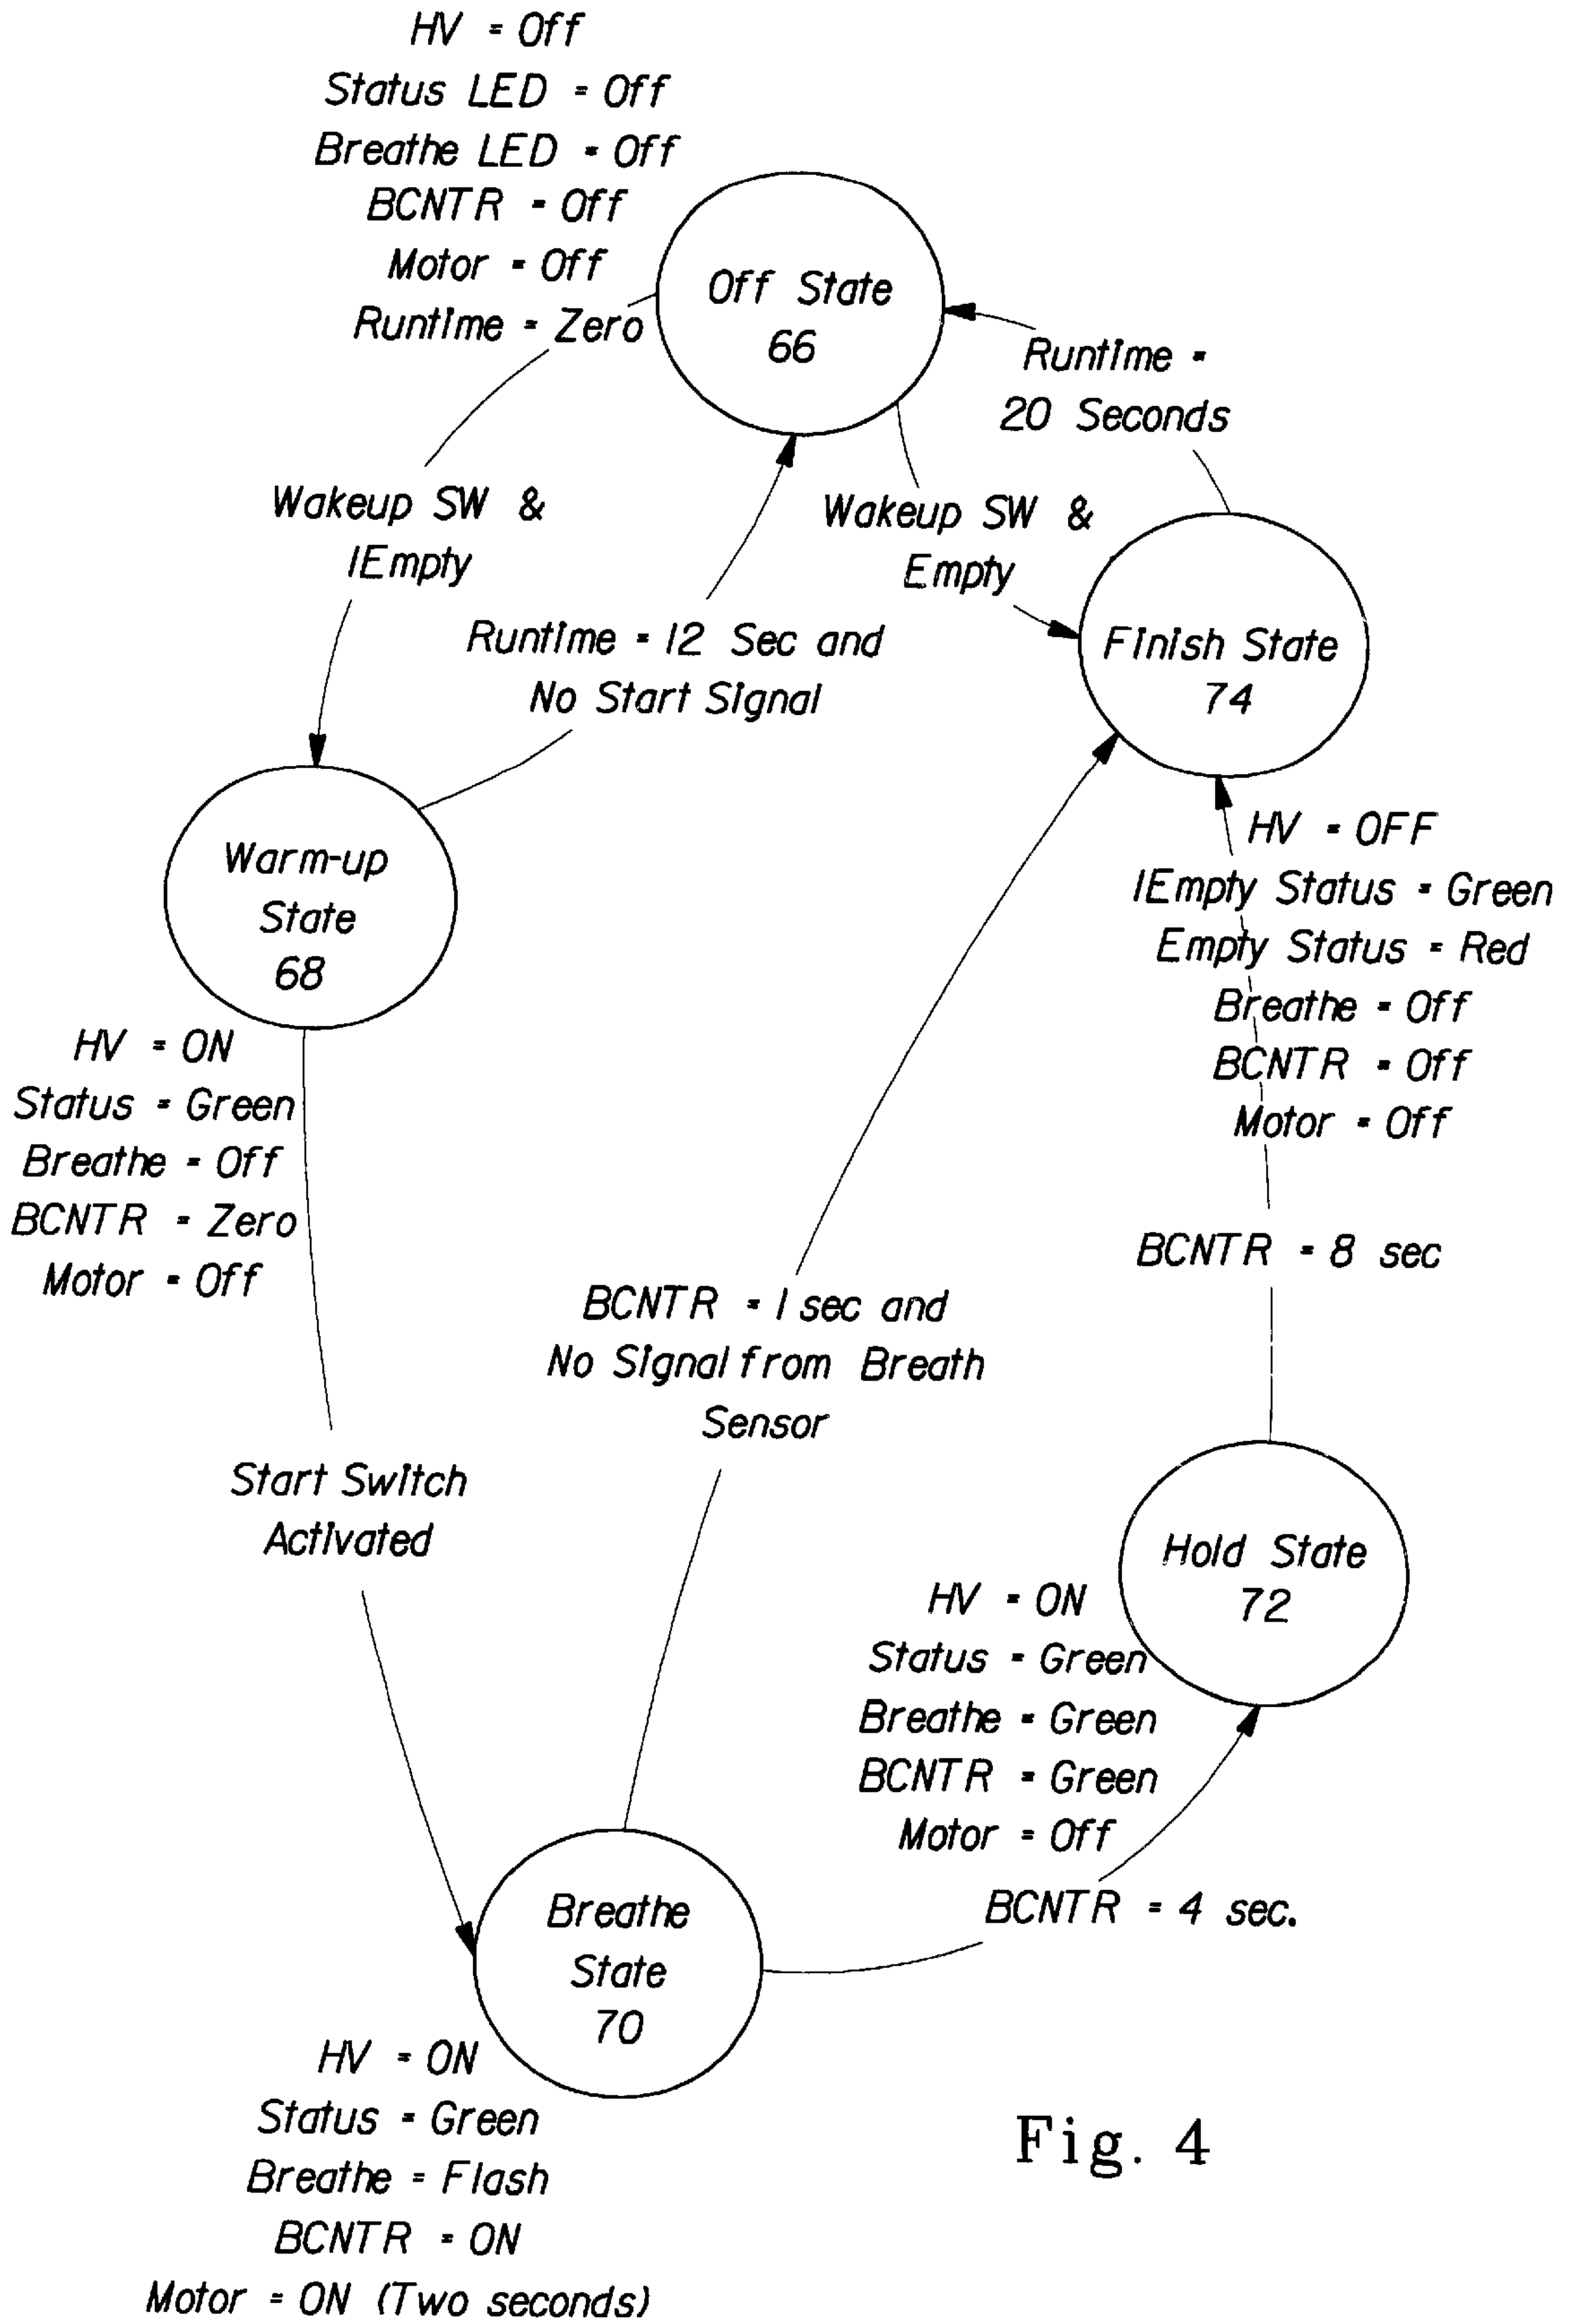 HV = Off
Status LED = Off
Breathe LED = Off
BCNTR = Off
Motor = Off
Runtime = Zero
Off State
66
Runtime =
20 Seconds
Wakeup SW &
!Empty
Wakeup SW &
Empty
Runtime = 12 Sec and
No Start Signal
Finish State
74
Warm-up
State
68
HV = OFF
!Empty Status = Green
Empty Status = Red
Breathe = Off
BCNTR = Off
Motor = Off
HV = ON
Status = Green
Breathe = Off
BCNTR = Zero
Motor = Off
BCNTR = 8 sec
BCNTR = 1 sec and
No Signal from Breath
Sensor
Start Switch
Activated
Hold State
72
HV = ON
Status = Green
Breathe = Green
BCNTR = Green
Motor = Off
BCNTR = 4 sec.
Breathe
State
70
HV = ON
Status = Green
Breathe = Flash
BCNTR = ON
Motor = ON (Two seconds)
Fig. 4